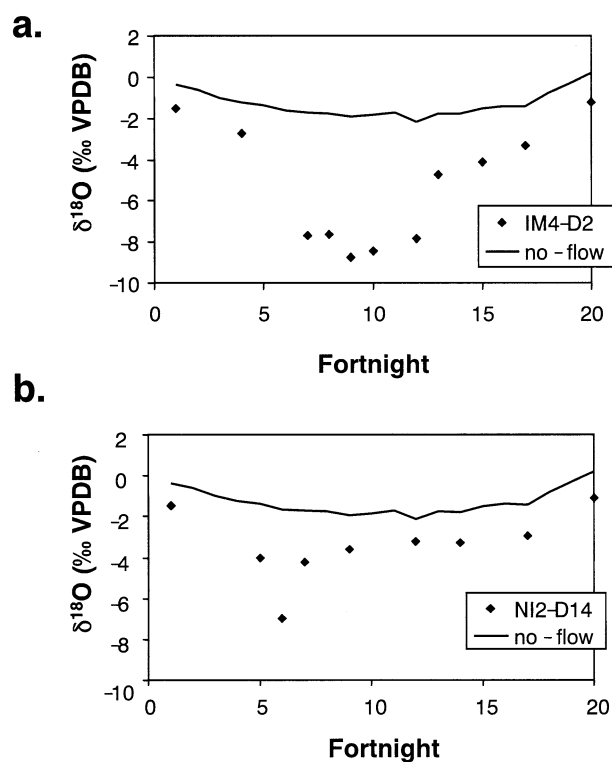 a.
2
0
−2
−4
−6
−8
−10
δ¹⁸O (‰ VPDB)
IM4–D2
no – flow
0 5 10 15 20
Fortnight
b.
2
0
−2
−4
−6
−8
−10
δ¹⁸O (‰ VPDB)
NI2–D14
no – flow
0 5 10 15 20
Fortnight